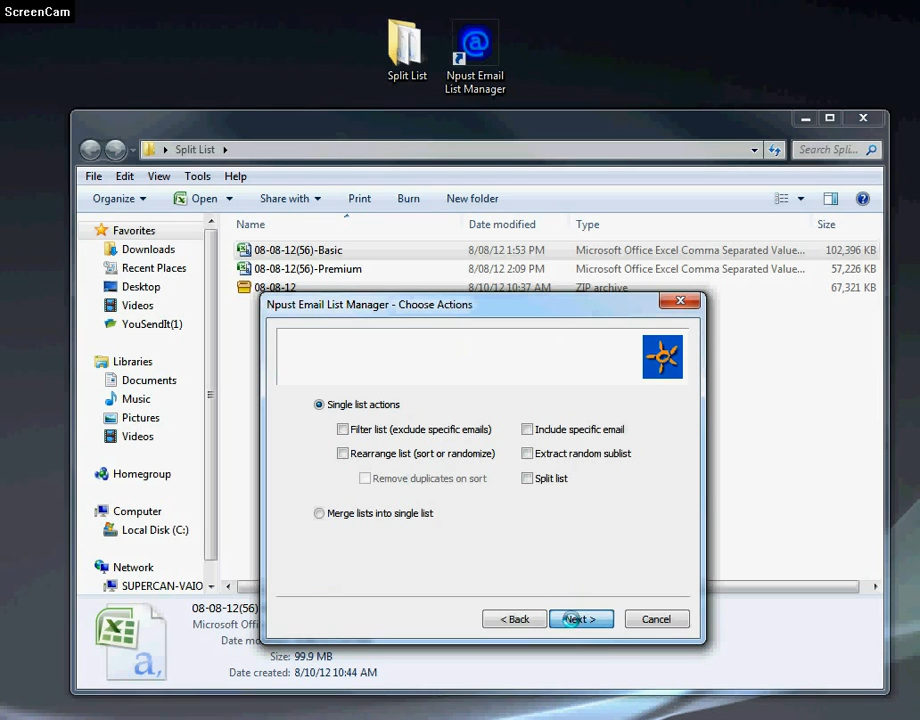 ScreenCam
Split List
Npust Email
List Manager
Split List
Search Spli...
File Edit View Tools Help
Organize Open Share with Print Burn New folder
Name Date modified Type Size
Favorites
Downloads
Recent Places
Desktop
Videos
YouSendIt(1)
Libraries
Documents
Music
Pictures
Videos
Homegroup
Computer
Local Disk (C:)
Network
SUPERCAN-VAIO
08-08-12(56)-Basic 8/08/12 1:53 PM Microsoft Office Excel Comma Separated Value... 102,396 KB
08-08-12(56)-Premium 8/08/12 2:09 PM Microsoft Office Excel Comma Separated Value... 57,226 KB
08-08-12 8/10/12 10:37 AM ZIP archive 67,321 KB
Npust Email List Manager - Choose Actions
Single list actions
Filter list (exclude specific emails) Include specific email
Rearrange list (sort or randomize) Extract random sublist
Remove duplicates on sort Split list
Merge lists into single list
< Back Next > Cancel
08-08-12(56)
Microsoft Offi
Date mo
Size: 99.9 MB
Date created: 8/10/12 10:44 AM
a,